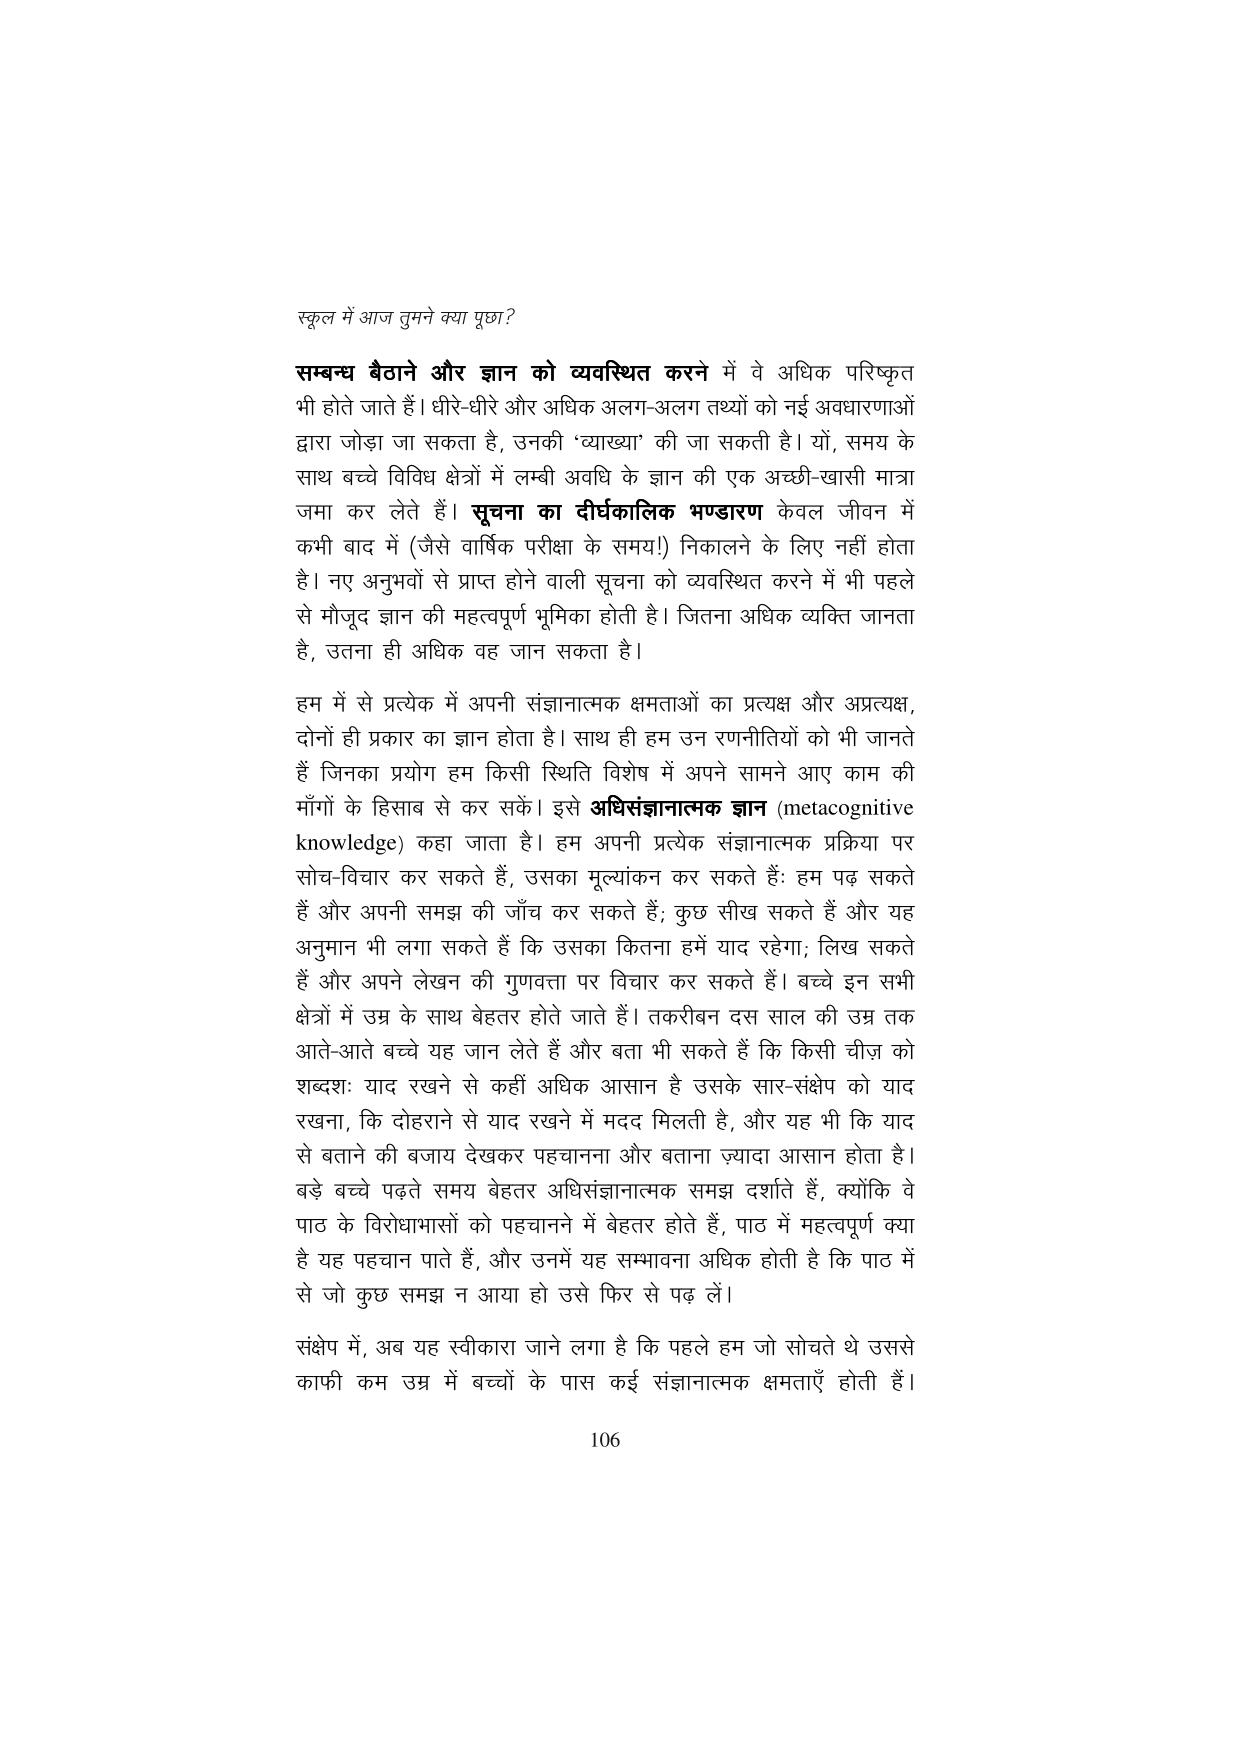 स्कूल में आज तुमने क्या पूछा?
सम्बन्ध बैठाने और ज्ञान को व्यवस्थित करने में वे अधिक परिष्कृत
भी होते जाते हैं। धीरे-धीरे और अधिक अलग-अलग तथ्यों को नई अवधारणाओं
द्वारा जोड़ा जा सकता है, उनकी ‘व्याख्या’ की जा सकती है। यों, समय के
साथ बच्चे विविध क्षेत्रों में लम्बी अवधि के ज्ञान की एक अच्छी-खासी मात्रा
जमा कर लेते हैं। सूचना का दीर्घकालिक भण्डारण केवल जीवन में
कभी बाद में (जैसे वार्षिक परीक्षा के समय!) निकालने के लिए नहीं होता
है। नए अनुभवों से प्राप्त होने वाली सूचना को व्यवस्थित करने में भी पहले
से मौजूद ज्ञान की महत्वपूर्ण भूमिका होती है। जितना अधिक व्यक्ति जानता
है, उतना ही अधिक वह जान सकता है।
हम में से प्रत्येक में अपनी संज्ञानात्मक क्षमताओं का प्रत्यक्ष और अप्रत्यक्ष,
दोनों ही प्रकार का ज्ञान होता है। साथ ही हम उन रणनीतियों को भी जानते
हैं जिनका प्रयोग हम किसी स्थिति विशेष में अपने सामने आए काम की
माँगों के हिसाब से कर सकें। इसे अधिसंज्ञानात्मक ज्ञान (metacognitive
knowledge) कहा जाता है। हम अपनी प्रत्येक संज्ञानात्मक प्रक्रिया पर
सोच-विचार कर सकते हैं, उसका मूल्यांकन कर सकते हैंः हम पढ़ सकते
हैं और अपनी समझ की जाँच कर सकते हैं; कुछ सीख सकते हैं और यह
अनुमान भी लगा सकते हैं कि उसका कितना हमें याद रहेगा; लिख सकते
हैं और अपने लेखन की गुणवत्ता पर विचार कर सकते हैं। बच्चे इन सभी
क्षेत्रों में उम्र के साथ बेहतर होते जाते हैं। तकरीबन दस साल की उम्र तक
आते-आते बच्चे यह जान लेते हैं और बता भी सकते हैं कि किसी चीज़ को
शब्दशः याद रखने से कहीं अधिक आसान है उसके सार-संक्षेप को याद
रखना, कि दोहराने से याद रखने में मदद मिलती है, और यह भी कि याद
से बताने की बजाय देखकर पहचानना और बताना ज़्यादा आसान होता है।
बड़े बच्चे पढ़ते समय बेहतर अधिसंज्ञानात्मक समझ दर्शाते हैं, क्योंकि वे
पाठ के विरोधाभासों को पहचानने में बेहतर होते हैं, पाठ में महत्वपूर्ण क्या
है यह पहचान पाते हैं, और उनमें यह सम्भावना अधिक होती है कि पाठ में
से जो कुछ समझ न आया हो उसे फिर से पढ़ लें।
संक्षेप में, अब यह स्वीकारा जाने लगा है कि पहले हम जो सोचते थे उससे
काफी कम उम्र में बच्चों के पास कई संज्ञानात्मक क्षमताएँ होती हैं।
106